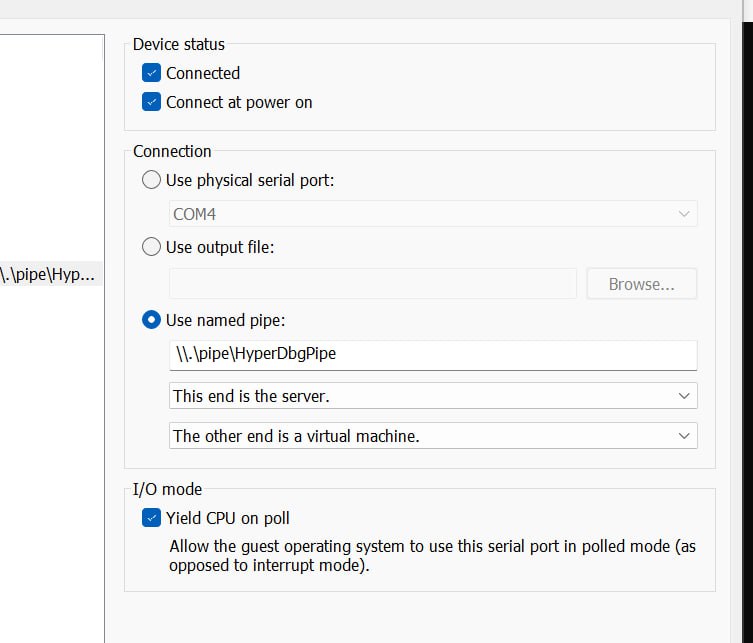 Device status
Connected
Connect at power on
Connection
Use physical serial port:
COM4
Use output file:
\.\pipe\Hyp...
Browse...
Use named pipe:
\\.\pipe\HyperDbgPipe
This end is the server.
The other end is a virtual machine.
I/O mode
Yield CPU on poll
Allow the guest operating system to use this serial port in polled mode (as
opposed to interrupt mode).